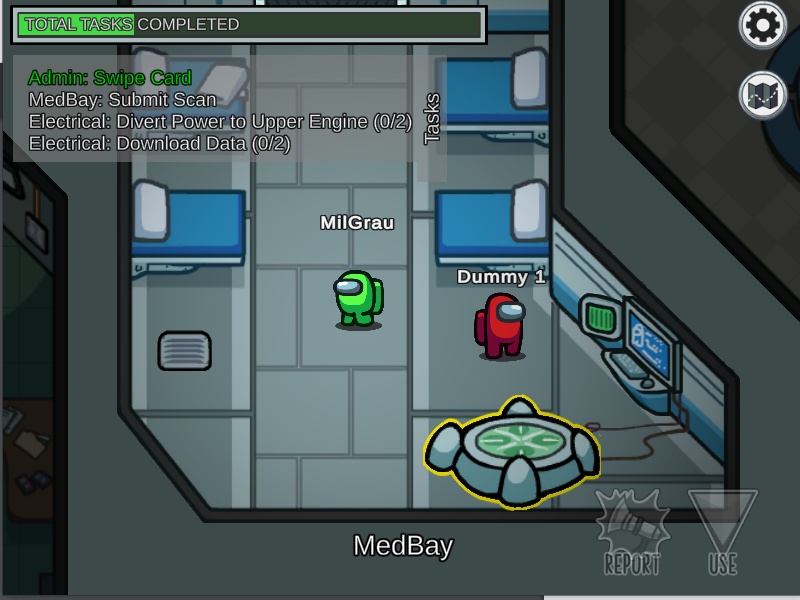 TOTAL TASKS COMPLETED
Admin: Swipe Card
MedBay: Submit Scan
Electrical: Divert Power to Upper Engine (0/2)
Electrical: Download Data (0/2)
Tasks
MilGrau
Dummy 1
MedBay
REPORT
USE